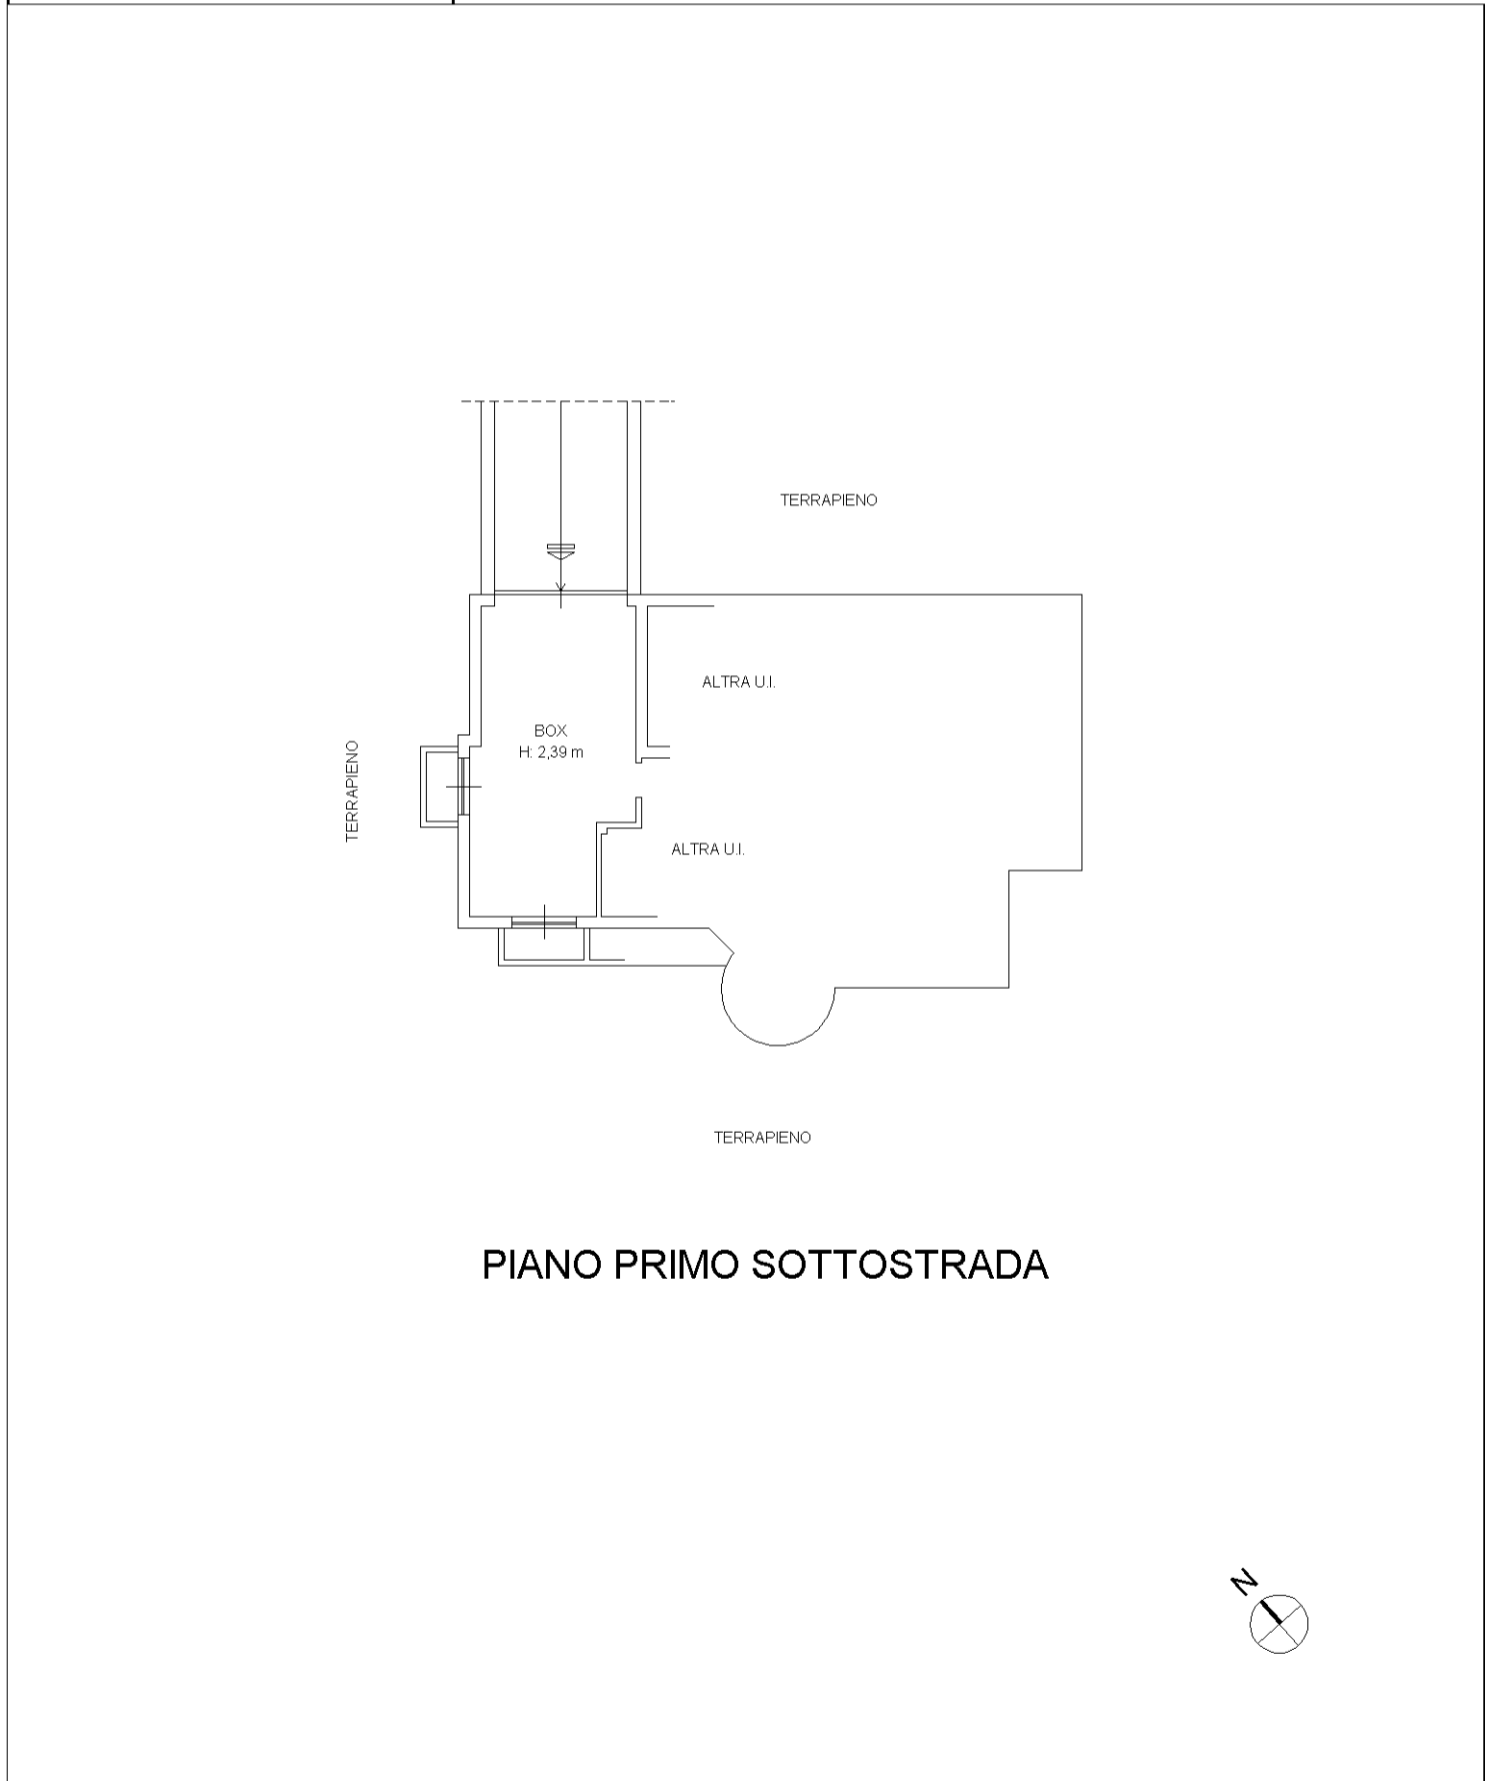 TERRAPIENO
ALTRA U.I.
BOX
H: 2,39 m
TERRAPIENO
ALTRA U.I.
TERRAPIENO
PIANO PRIMO SOTTOSTRADA
N